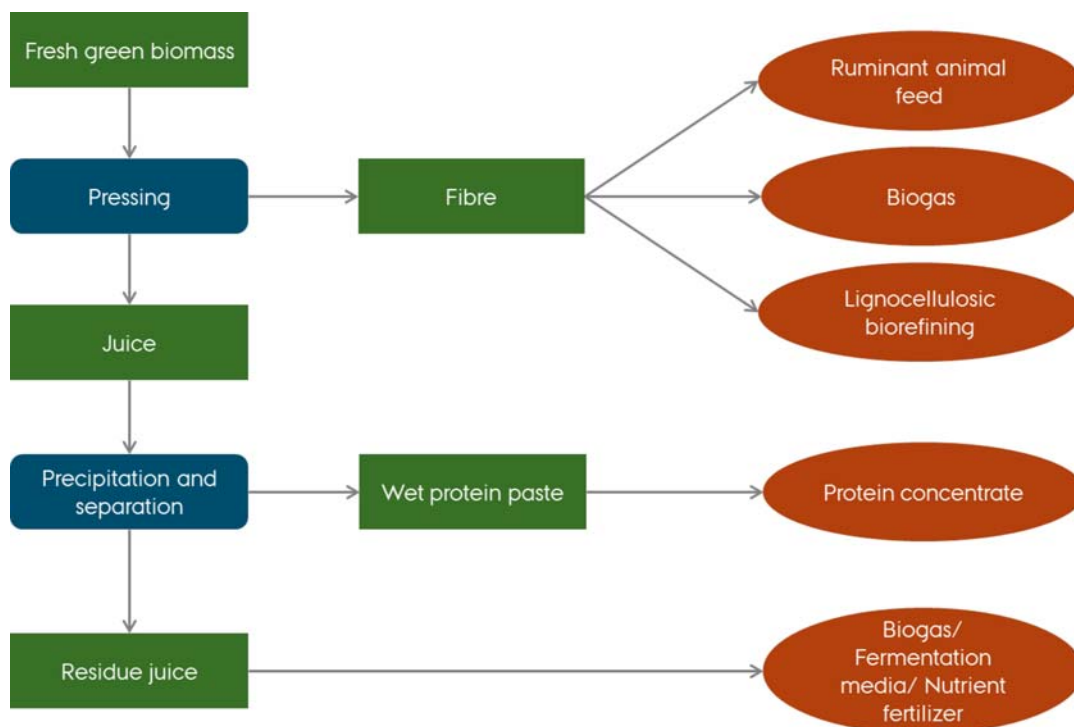 Fresh green biomass
Ruminant animal
feed
Pressing
Fibre
Biogas
Lignocellulosic
biorefining
Juice
Precipitation and
separation
Wet protein paste
Protein concentrate
Residue juice
Biogas/
Fermentation
media/ Nutrient
fertilizer